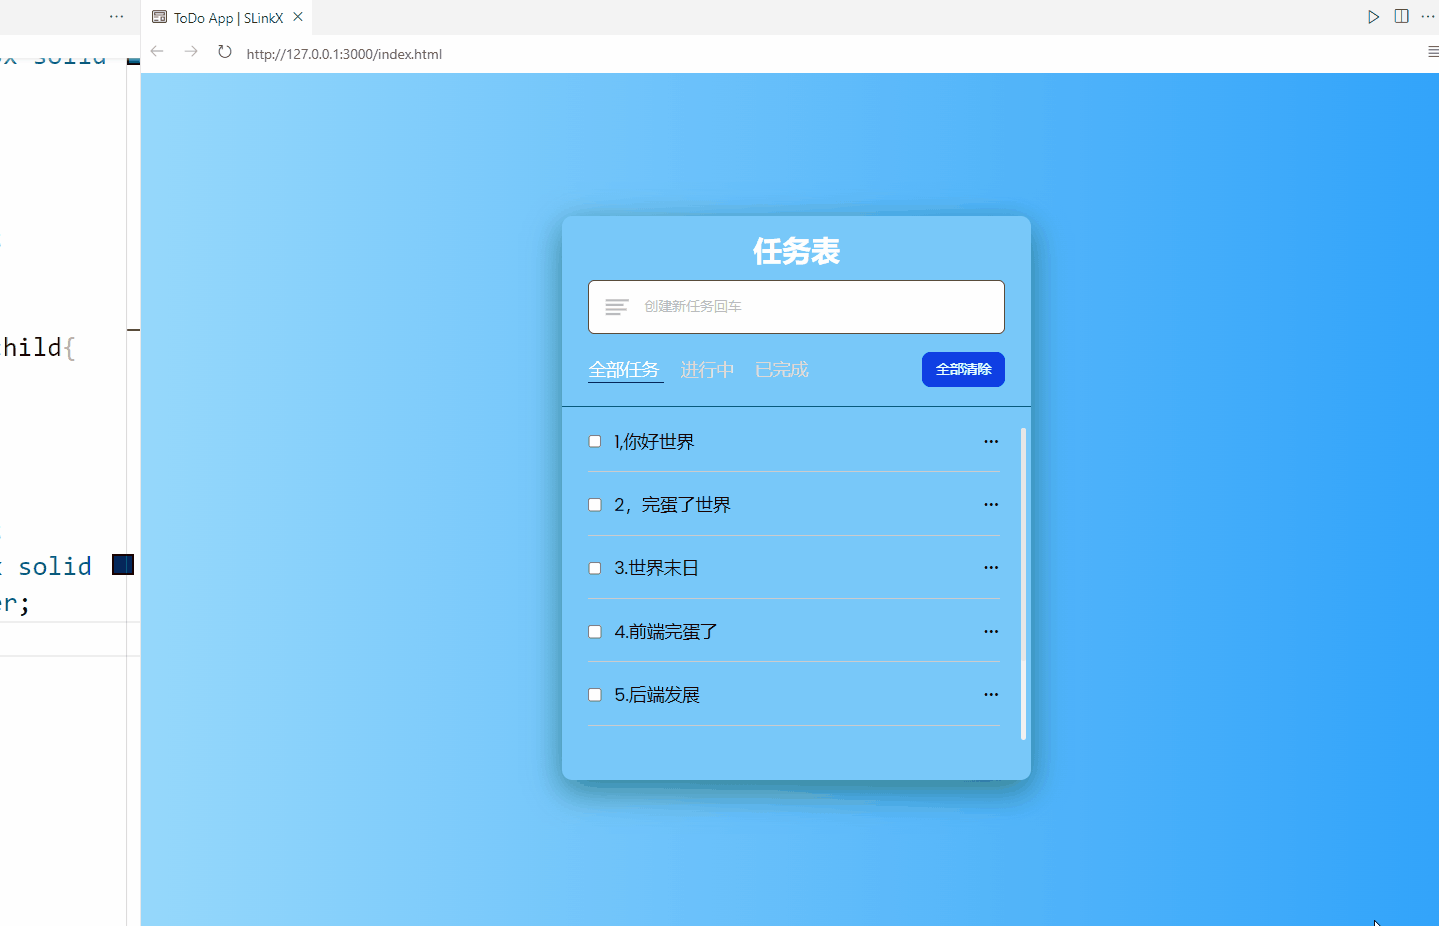 ToDo App | SLinkX
http://127.0.0.1:3000/index.html
solid
hild{
solid
er;
任务表
创建新任务回车
全部任务 进行中 已完成 全部清除
1,你好世界
2，完蛋了世界
3.世界末日
4.前端完蛋了
5.后端发展